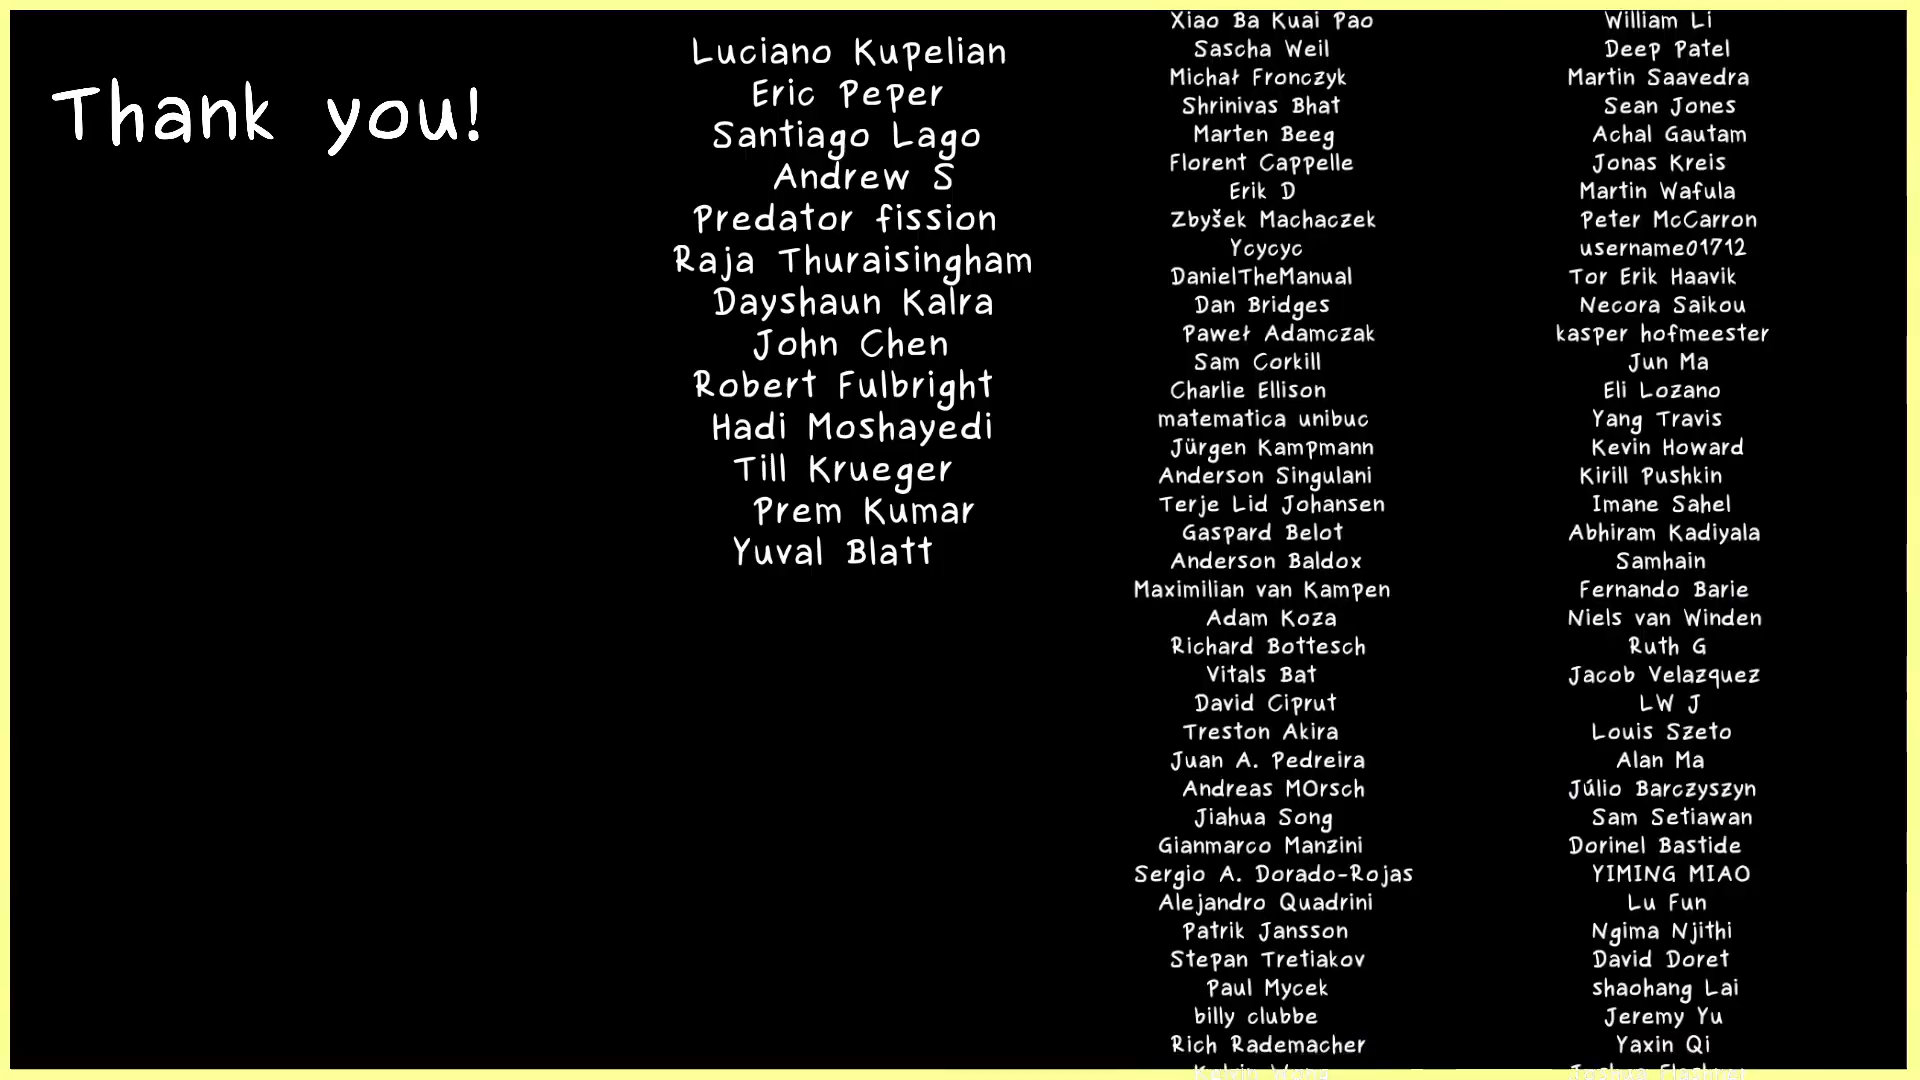 Thank you!
Luciano Kupelian
Eric Peper
Santiago Lago
Andrew S
Predator fission
Raja Thuraisingham
Dayshaun Kalra
John Chen
Robert Fulbright
Hadi Moshayedi
Till Krueger
Prem Kumar
Yuval Blatt
Xiao Ba Kuai Pao
Sascha Weil
Michał Fronczyk
Shrinivas Bhat
Marten Beeg
Florent Cappelle
Erik D
Zbyšek Machaczek
Ycycyc
DanielTheManual
Dan Bridges
Paweł Adamczak
Sam Corkill
Charlie Ellison
matematica unibuc
Jürgen Kampmann
Anderson Singulani
Terje Lid Johansen
Gaspard Belot
Anderson Baldox
Maximilian van Kampen
Adam Koza
Richard Bottesch
Vitals Bat
David Ciprut
Treston Akira
Juan A. Pedreira
Andreas MOrsch
Jiahua Song
Gianmarco Manzini
Sergio A. Dorado-Rojas
Alejandro Quadrini
Patrik Jansson
Stepan Tretiakov
Paul Mycek
billy clubbe
Rich Rademacher
William Li
Deep Patel
Martin Saavedra
Sean Jones
Achal Gautam
Jonas Kreis
Martin Wafula
Peter McCarron
username01712
Tor Erik Haavik
Necora Saikou
kasper hofmeester
Jun Ma
Eli Lozano
Yang Travis
Kevin Howard
Kirill Pushkin
Imane Sahel
Abhiram Kadiyala
Samhain
Fernando Barie
Niels van Winden
Ruth G
Jacob Velazquez
LW J
Louis Szeto
Alan Ma
Júlio Barczyszyn
Sam Setiawan
Dorinel Bastide
YIMING MIAO
Lu Fun
Ngima Njithi
David Doret
shaohang Lai
Jeremy Yu
Yaxin Qi